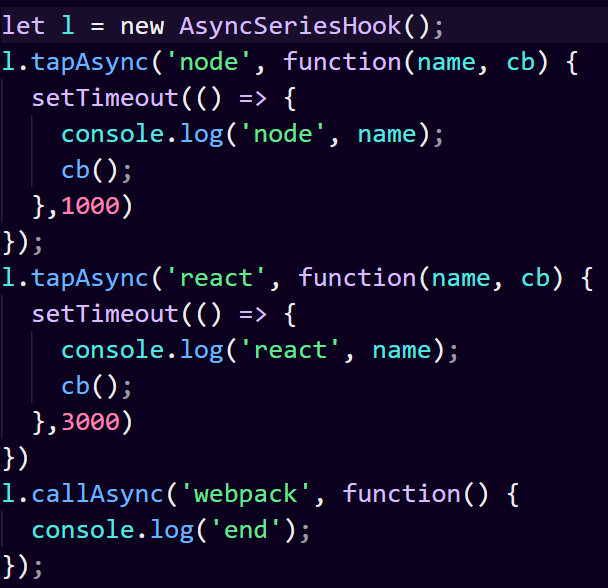 let l = new AsyncSeriesHook();
l.tapAsync('node', function(name, cb) {
  setTimeout(() => {
    console.log('node', name);
    cb();
  },1000)
});
l.tapAsync('react', function(name, cb) {
  setTimeout(() => {
    console.log('react', name);
    cb();
  },3000)
})
l.callAsync('webpack', function() {
  console.log('end');
});